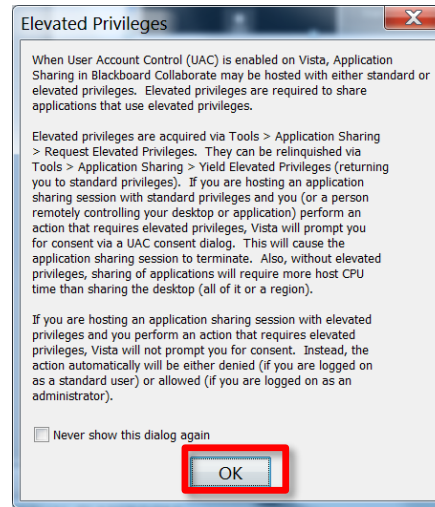 Elevated Privileges
When User Account Control (UAC) is enabled on Vista, Application
Sharing in Blackboard Collaborate may be hosted with either standard or
elevated privileges.  Elevated privileges are required to share
applications that use elevated privileges.
Elevated privileges are acquired via Tools > Application Sharing
> Request Elevated Privileges.  They can be relinquished via
Tools > Application Sharing > Yield Elevated Privileges (returning
you to standard privileges).  If you are hosting an application
sharing session with standard privileges and you (or a person
remotely controlling your desktop or application) perform an
action that requires elevated privileges, Vista will prompt you
for consent via a UAC consent dialog.  This will cause the
application sharing session to terminate.  Also, without elevated
privileges, sharing of applications will require more host CPU
time than sharing the desktop (all of it or a region).
If you are hosting an application sharing session with elevated
privileges and you perform an action that requires elevated
privileges, Vista will not prompt you for consent.  Instead, the
action automatically will be either denied (if you are logged on
as a standard user) or allowed (if you are logged on as an
administrator).
Never show this dialog again
OK